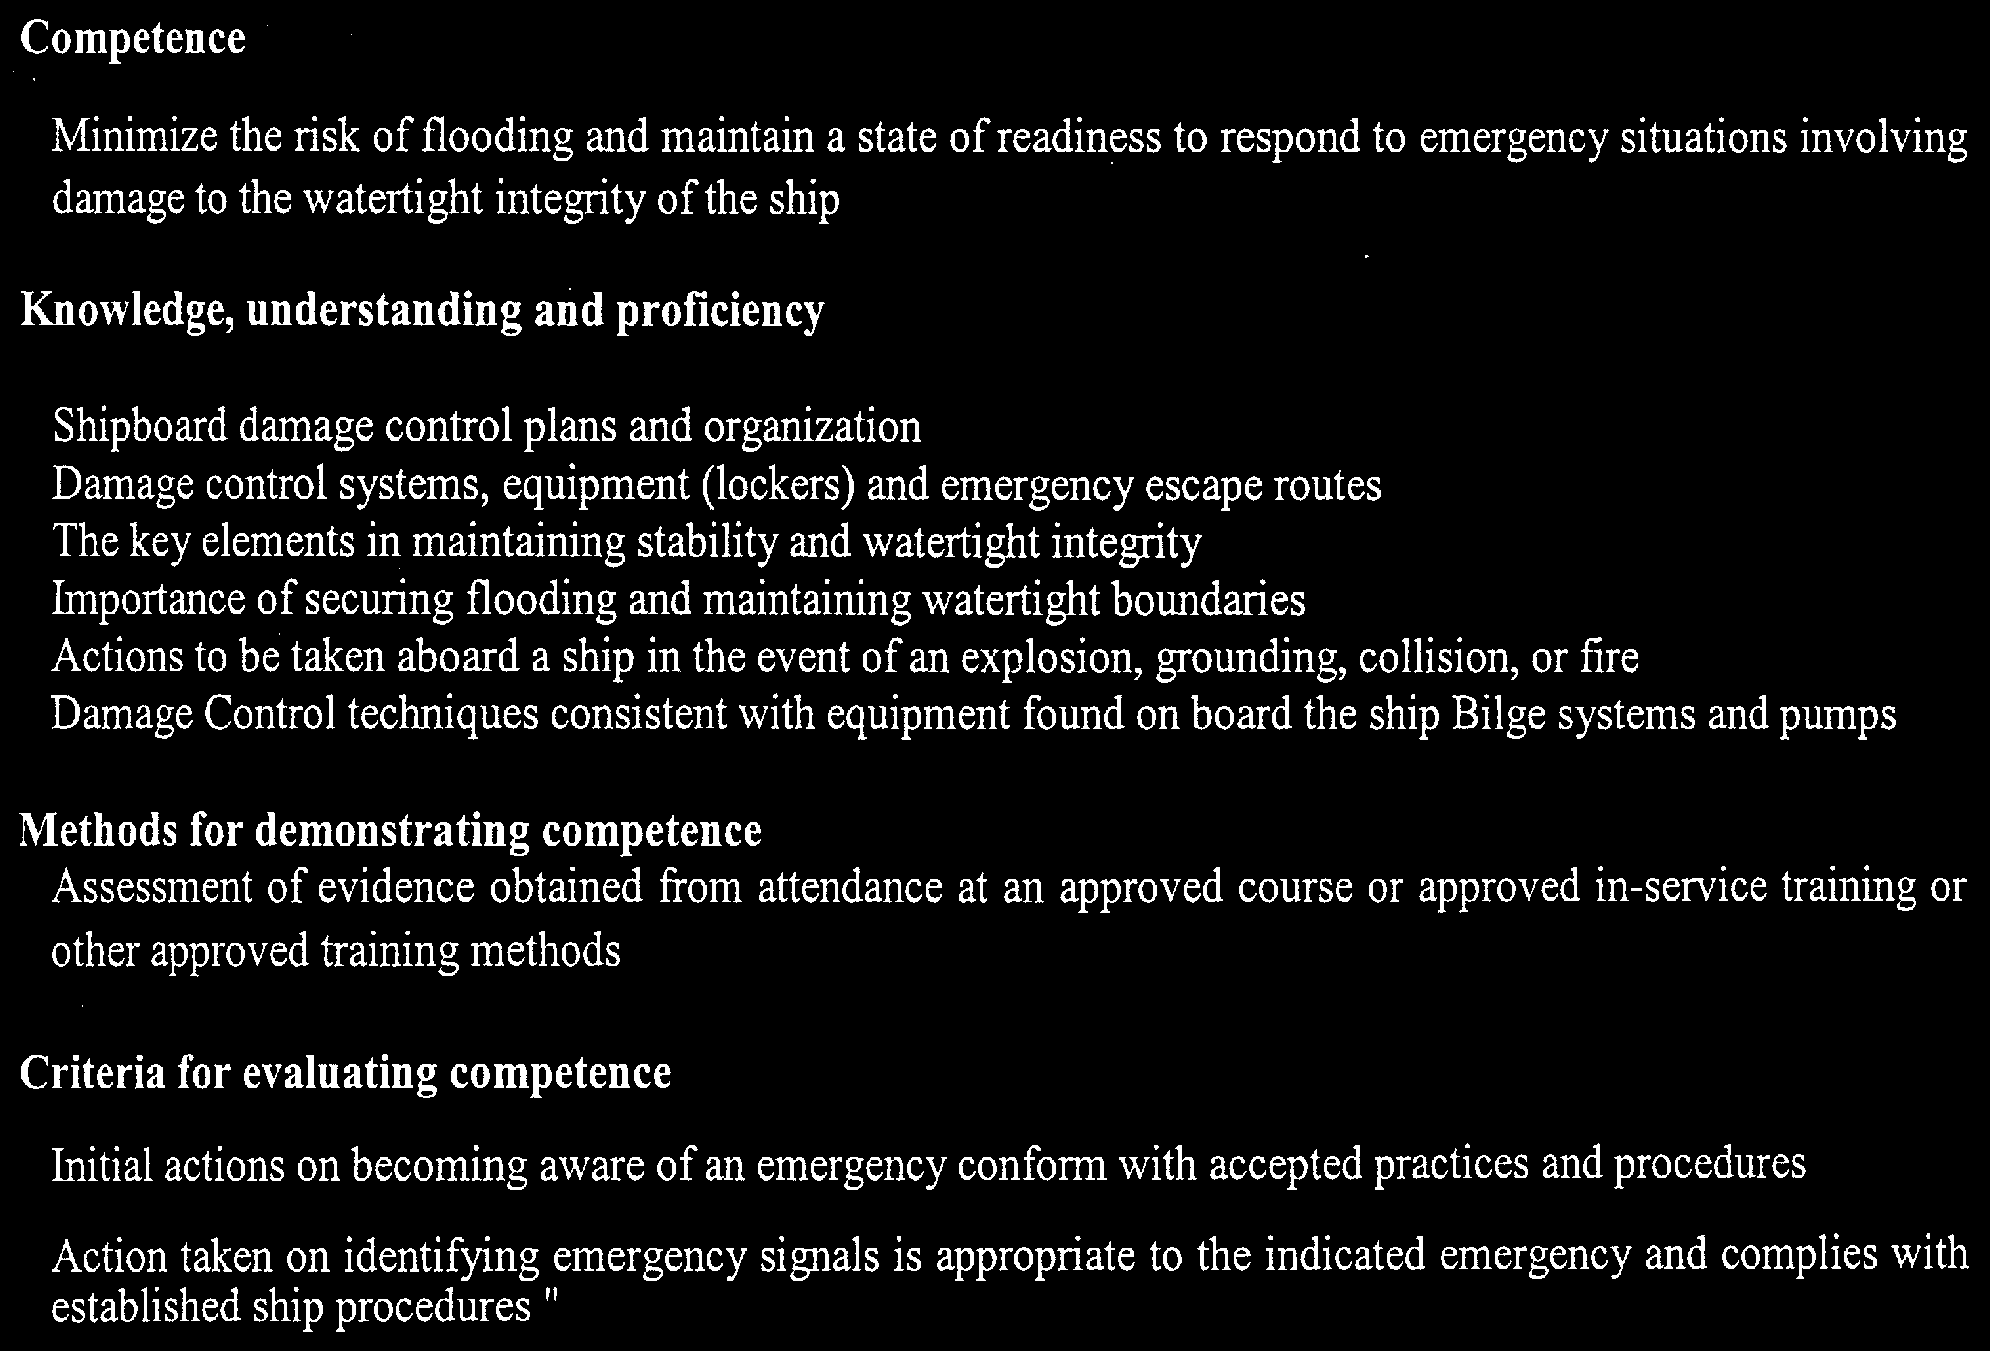 Competence
Minimize the risk of flooding and maintain a state of readiness to respond to emergency situations involving
damage to the watertight integrity of the ship
Knowledge, understanding and proficiency
Shipboard damage control plans and organization
Damage control systems, equipment (lockers) and emergency escape routes
The key elements in maintaining stability and watertight integrity
Importance of securing flooding and maintaining watertight boundaries
Actions to be taken aboard a ship in the event of an explosion, grounding, collision, or fire
Damage Control techniques consistent with equipment found on board the ship Bilge systems and pumps
Methods for demonstrating competence
Assessment of evidence obtained from attendance at an approved course or approved in-service training or
other approved training methods
Criteria for evaluating competence
Initial actions on becoming aware of an emergency conform with accepted practices and procedures
Action taken on identifying emergency signals is appropriate to the indicated emergency and complies with
established ship procedures "